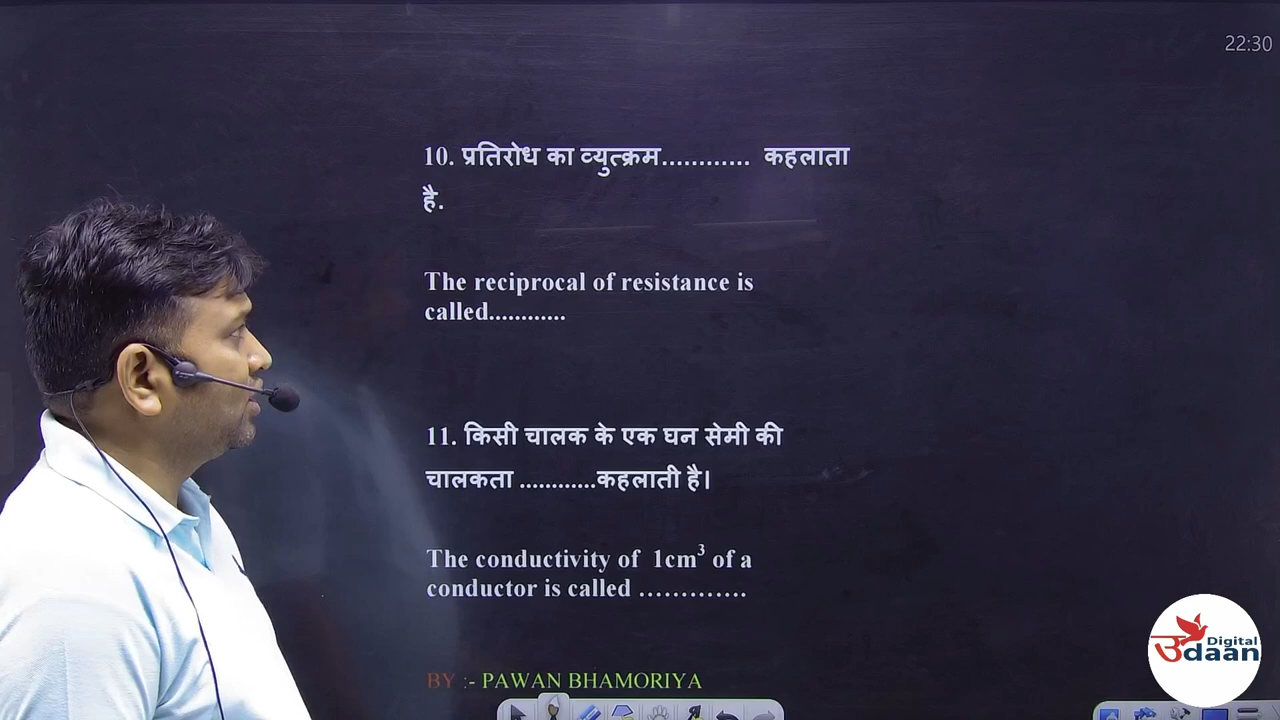 22:30
10. प्रतिरोध का व्युत्क्रम............ कहलाता
है.
The reciprocal of resistance is
called............
11. किसी चालक के एक घन सेमी की
चालकता ............कहलाती है।
The conductivity of 1cm³ of a
conductor is called .............
BY :- PAWAN BHAMORIYA
Digital
उdaan